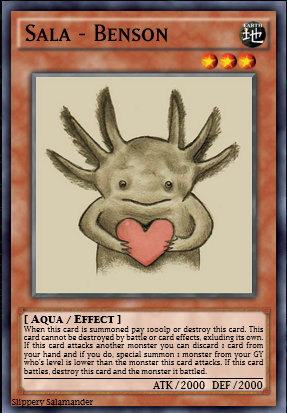 Sala - Benson
EARTH
地
[ Aqua / Effect ]
When this card is summoned pay 1000lp or destroy this card. This
card cannot be destroyed by battle or card effects, exluding its own.
If this card attacks another monster you can discard 1 card from
your hand and if you do, special summon 1 monster from your GY
who's level is lower than the monster this card attacks. If this card
battles, destroy this card and the monster it battled.
ATK / 2000 DEF / 2000
Slippery Salamander